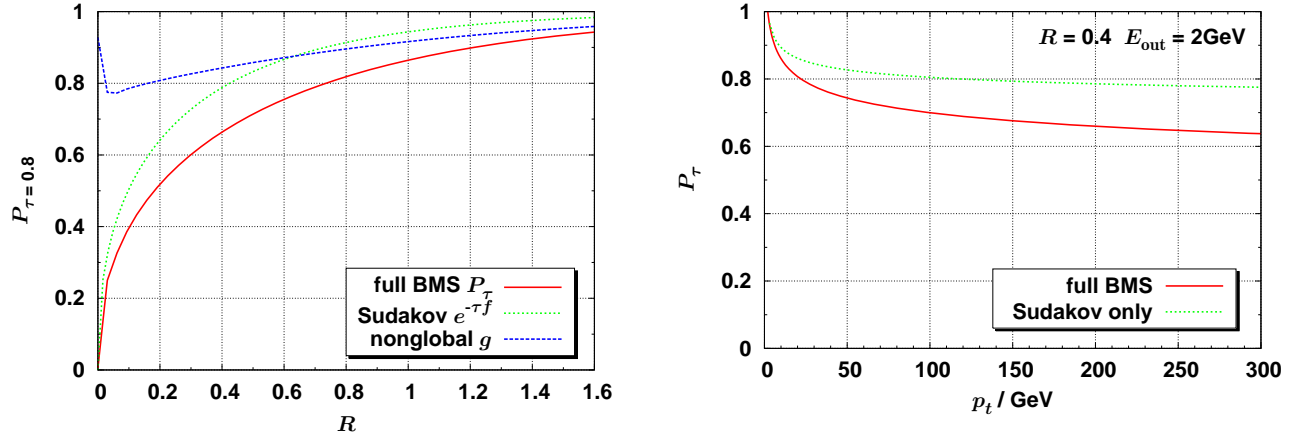 1
0.8
0.6
0.4
0.2
0
P_τ = 0.8
full BMS P_τ
Sudakov e^-τf
nonglobal g
0 0.2 0.4 0.6 0.8 1 1.2 1.4 1.6
R
R = 0.4 E_out = 2GeV
1
0.8
0.6
0.4
0.2
0
P_τ
full BMS
Sudakov only
0 50 100 150 200 250 300
p_t / GeV